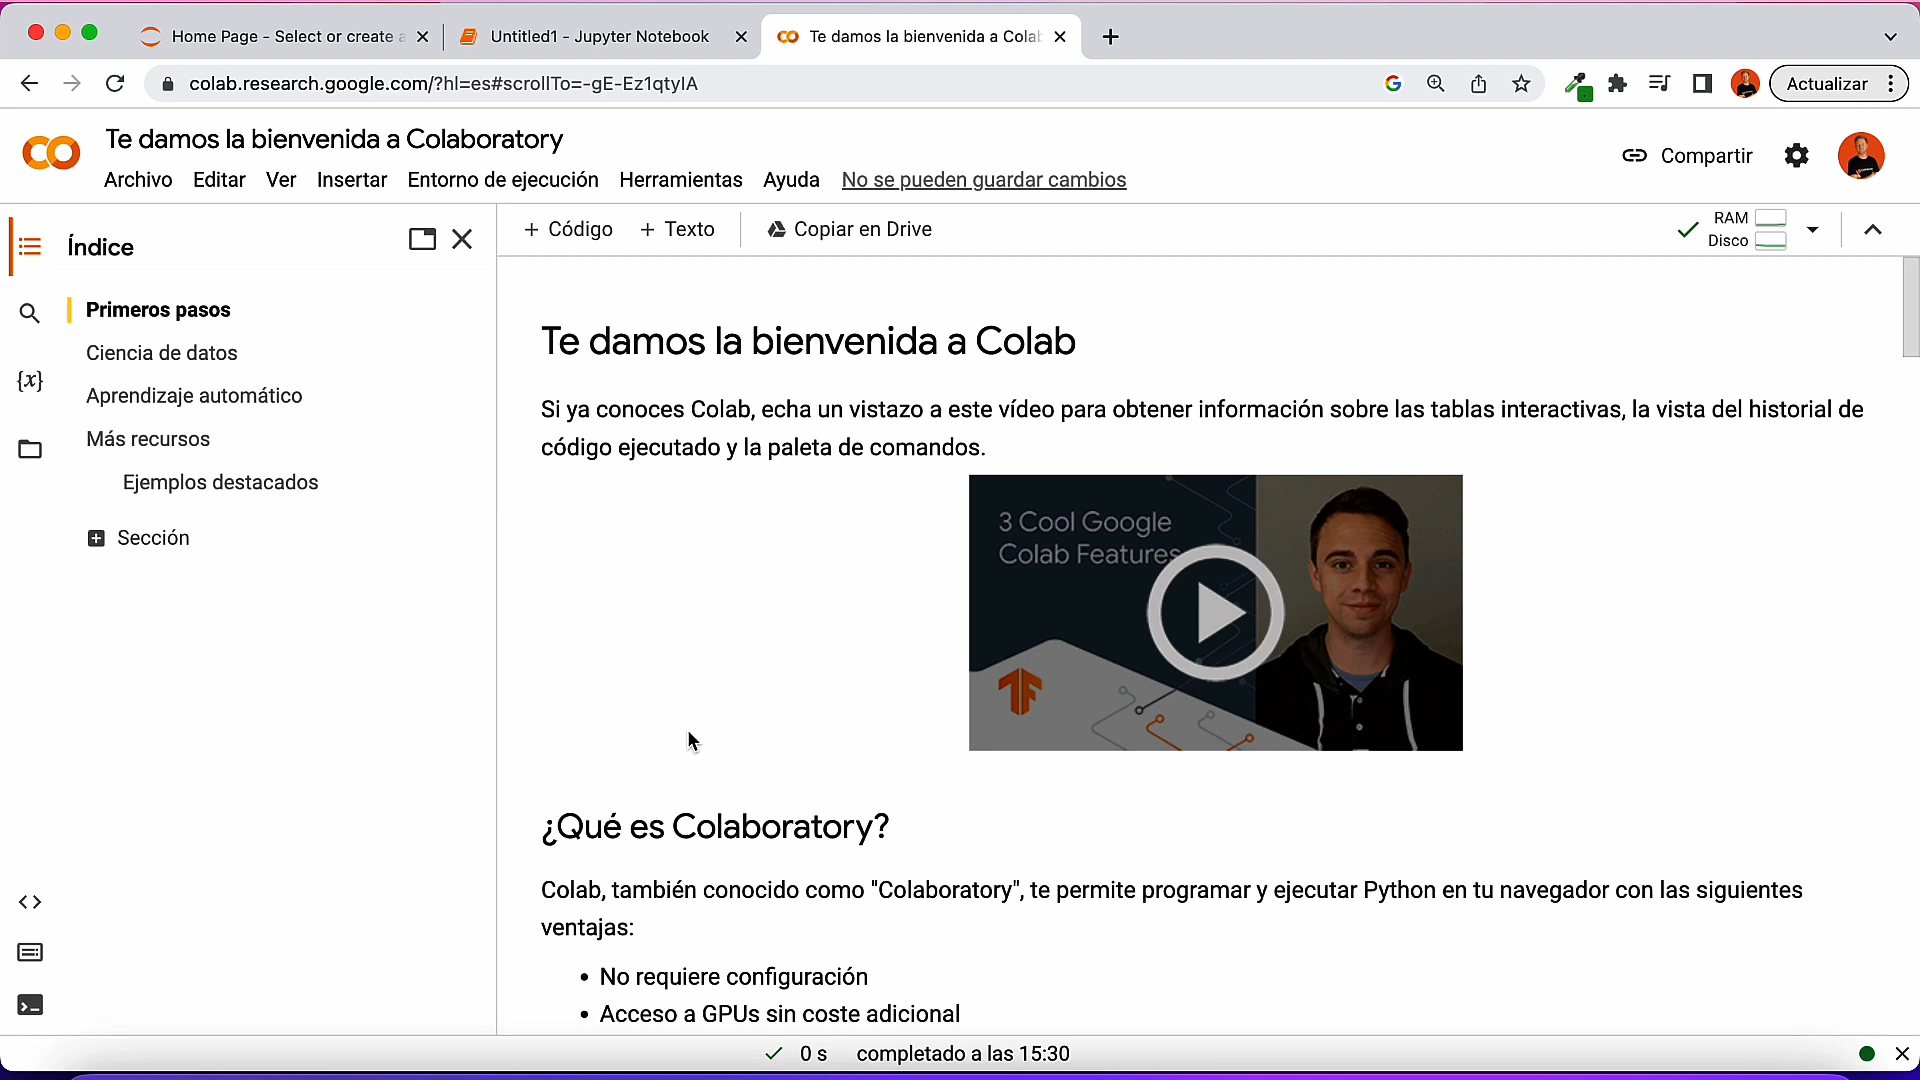 Home Page - Select or create a
Untitled1 - Jupyter Notebook
Te damos la bienvenida a Colab
colab.research.google.com/?hl=es#scrollTo=-gE-Ez1qtyIA
Actualizar
Te damos la bienvenida a Colaboratory
Archivo Editar Ver Insertar Entorno de ejecución Herramientas Ayuda No se pueden guardar cambios
Compartir
Índice
+ Código + Texto
Copiar en Drive
RAM
Disco
Primeros pasos
Ciencia de datos
Aprendizaje automático
Más recursos
Ejemplos destacados
Sección
{x}
Te damos la bienvenida a Colab
Si ya conoces Colab, echa un vistazo a este vídeo para obtener información sobre las tablas interactivas, la vista del historial de
código ejecutado y la paleta de comandos.
3 Cool Google
Colab Features
¿Qué es Colaboratory?
Colab, también conocido como "Colaboratory", te permite programar y ejecutar Python en tu navegador con las siguientes
ventajas:
• No requiere configuración
• Acceso a GPUs sin coste adicional
0 s completado a las 15:30